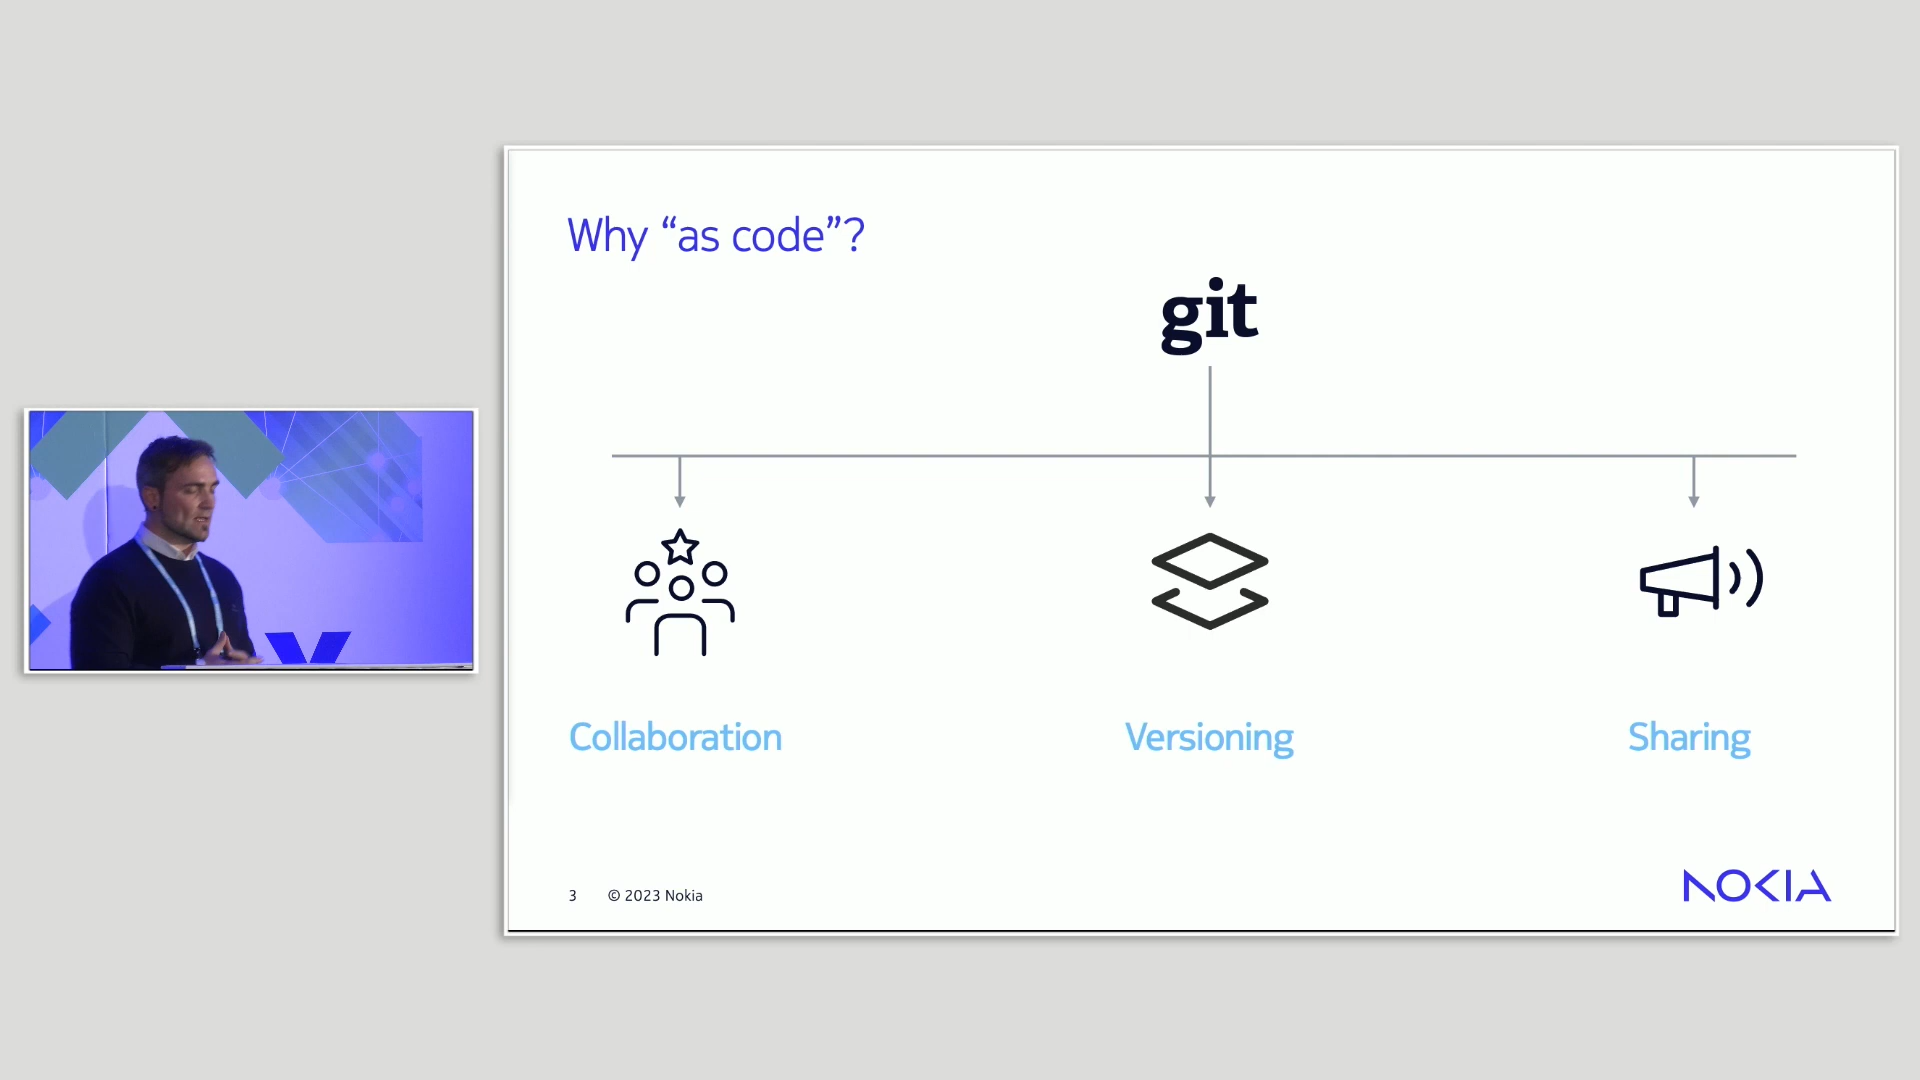 Why “as code”?
git
Collaboration
Versioning
Sharing
3
© 2023 Nokia
NOKIA